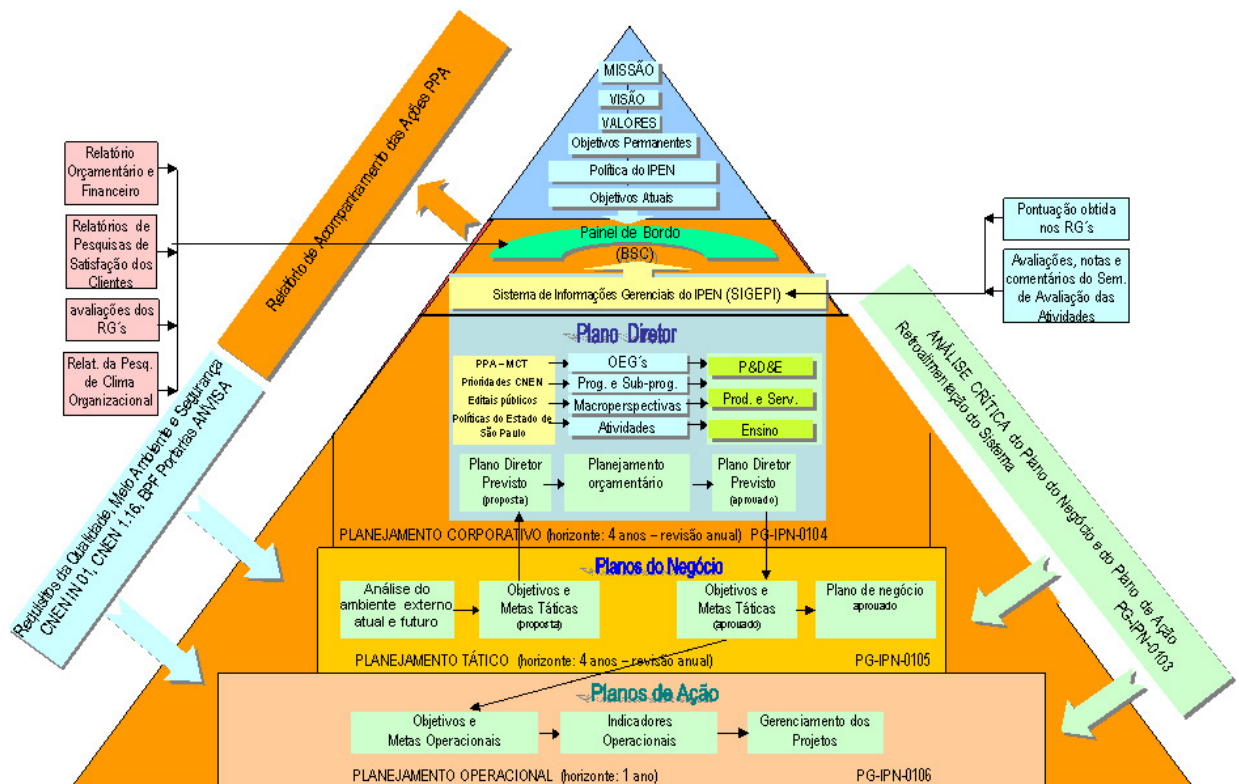 MISSÃO
VISÃO
VALORES
Objetivos Permanentes
Política do IPEN
Objetivos Atuais
Painel de Bordo
(BSC)
Sistema de Informações Gerenciais do IPEN (SIGEPI)
Relatório de Acompanhamento das Ações PPA
Relatório
Orçamentário e
Financeiro
Relatórios de
Pesquisas de
Satisfação dos
Clientes
avaliações dos
RG´s
Relat. da Pesq.
de Clima
Organizacional
Requisitos da Qualidade, Meio Ambiente e Segurança
CNEN IN 01, CNEN 1.16, BPF Portarias ANVISA
Pontuação obtida
nos RG´s
Avaliações, notas e
comentários do Sem.
de Avaliação das
Atividades
ANÁLISE CRÍTICA do Plano do Negócio e do Plano de Ação
Retroalimentação do Sistema
PG-IPN-0103
Plano Diretor
PPA – MCT
Prioridades CNEN
Editais públicos
Políticas do Estado de
São Paulo
OEG´s
Prog. e Sub-prog.
Macroperspectivas
Atividades
P&D&E
Prod. e Serv.
Ensino
Plano Diretor
Previsto
(proposta)
Planejamento
orçamentário
Plano Diretor
Previsto
(aprovado)
PLANEJAMENTO CORPORATIVO (horizonte: 4 anos – revisão anual) PG-IPN-0104
Planos do Negócio
Análise do
ambiente externo
atual e futuro
Objetivos e
Metas Táticas
(proposta)
Objetivos e
Metas Táticas
(aprovado)
Plano de negócio
aprovado
PLANEJAMENTO TÁTICO (horizonte: 4 anos – revisão anual) PG-IPN-0105
Planos de Ação
Objetivos e
Metas Operacionais
Indicadores
Operacionais
Gerenciamento dos
Projetos
PLANEJAMENTO OPERACIONAL (horizonte: 1 ano) PG-IPN-0106